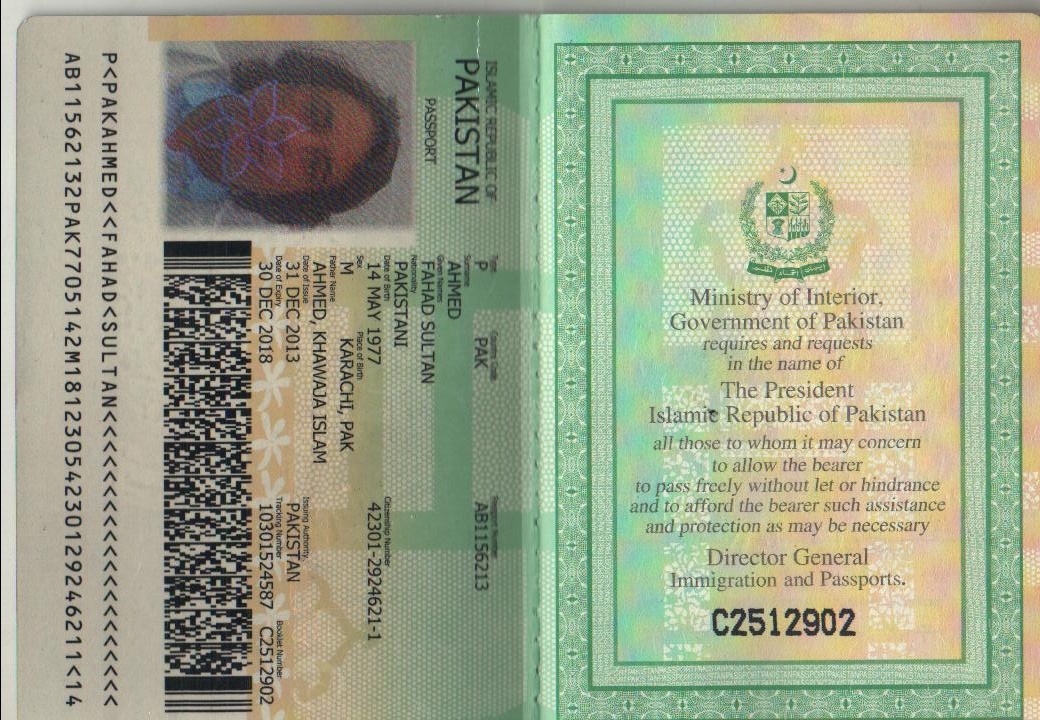 ISLAMIC REPUBLIC OF
PAKISTAN
PASSPORT
Type
Country Code
Passport Number
P
PAK
AB1156213
Surname
AHMED
Given Names
FAHAD SULTAN
Nationality
PAKISTANI
Date of Birth
Citizenship Number
14 MAY 1977
42301-2924621-1
Sex
Place of Birth
M
KARACHI, PAK
Father Name
AHMED, KHAWAJA ISLAM
Date of Issue
Issuing Authority
31 DEC 2013
PAKISTAN
Date of Expiry
Tracking Number
Booklet Number
30 DEC 2018
10301524587
C2512902
P<PAKAHMED<<FAHAD<SULTAN<<<<<<<<<<<<<<<<<<<<
AB11562132PAK7705142M18123054230129246211<14
Ministry of Interior,
Government of Pakistan
requires and requests
in the name of
The President
Islamic Republic of Pakistan
all those to whom it may concern
to allow the bearer
to pass freely without let or hindrance
and to afford the bearer such assistance
and protection as may be necessary
Director General
Immigration and Passports.
C2512902